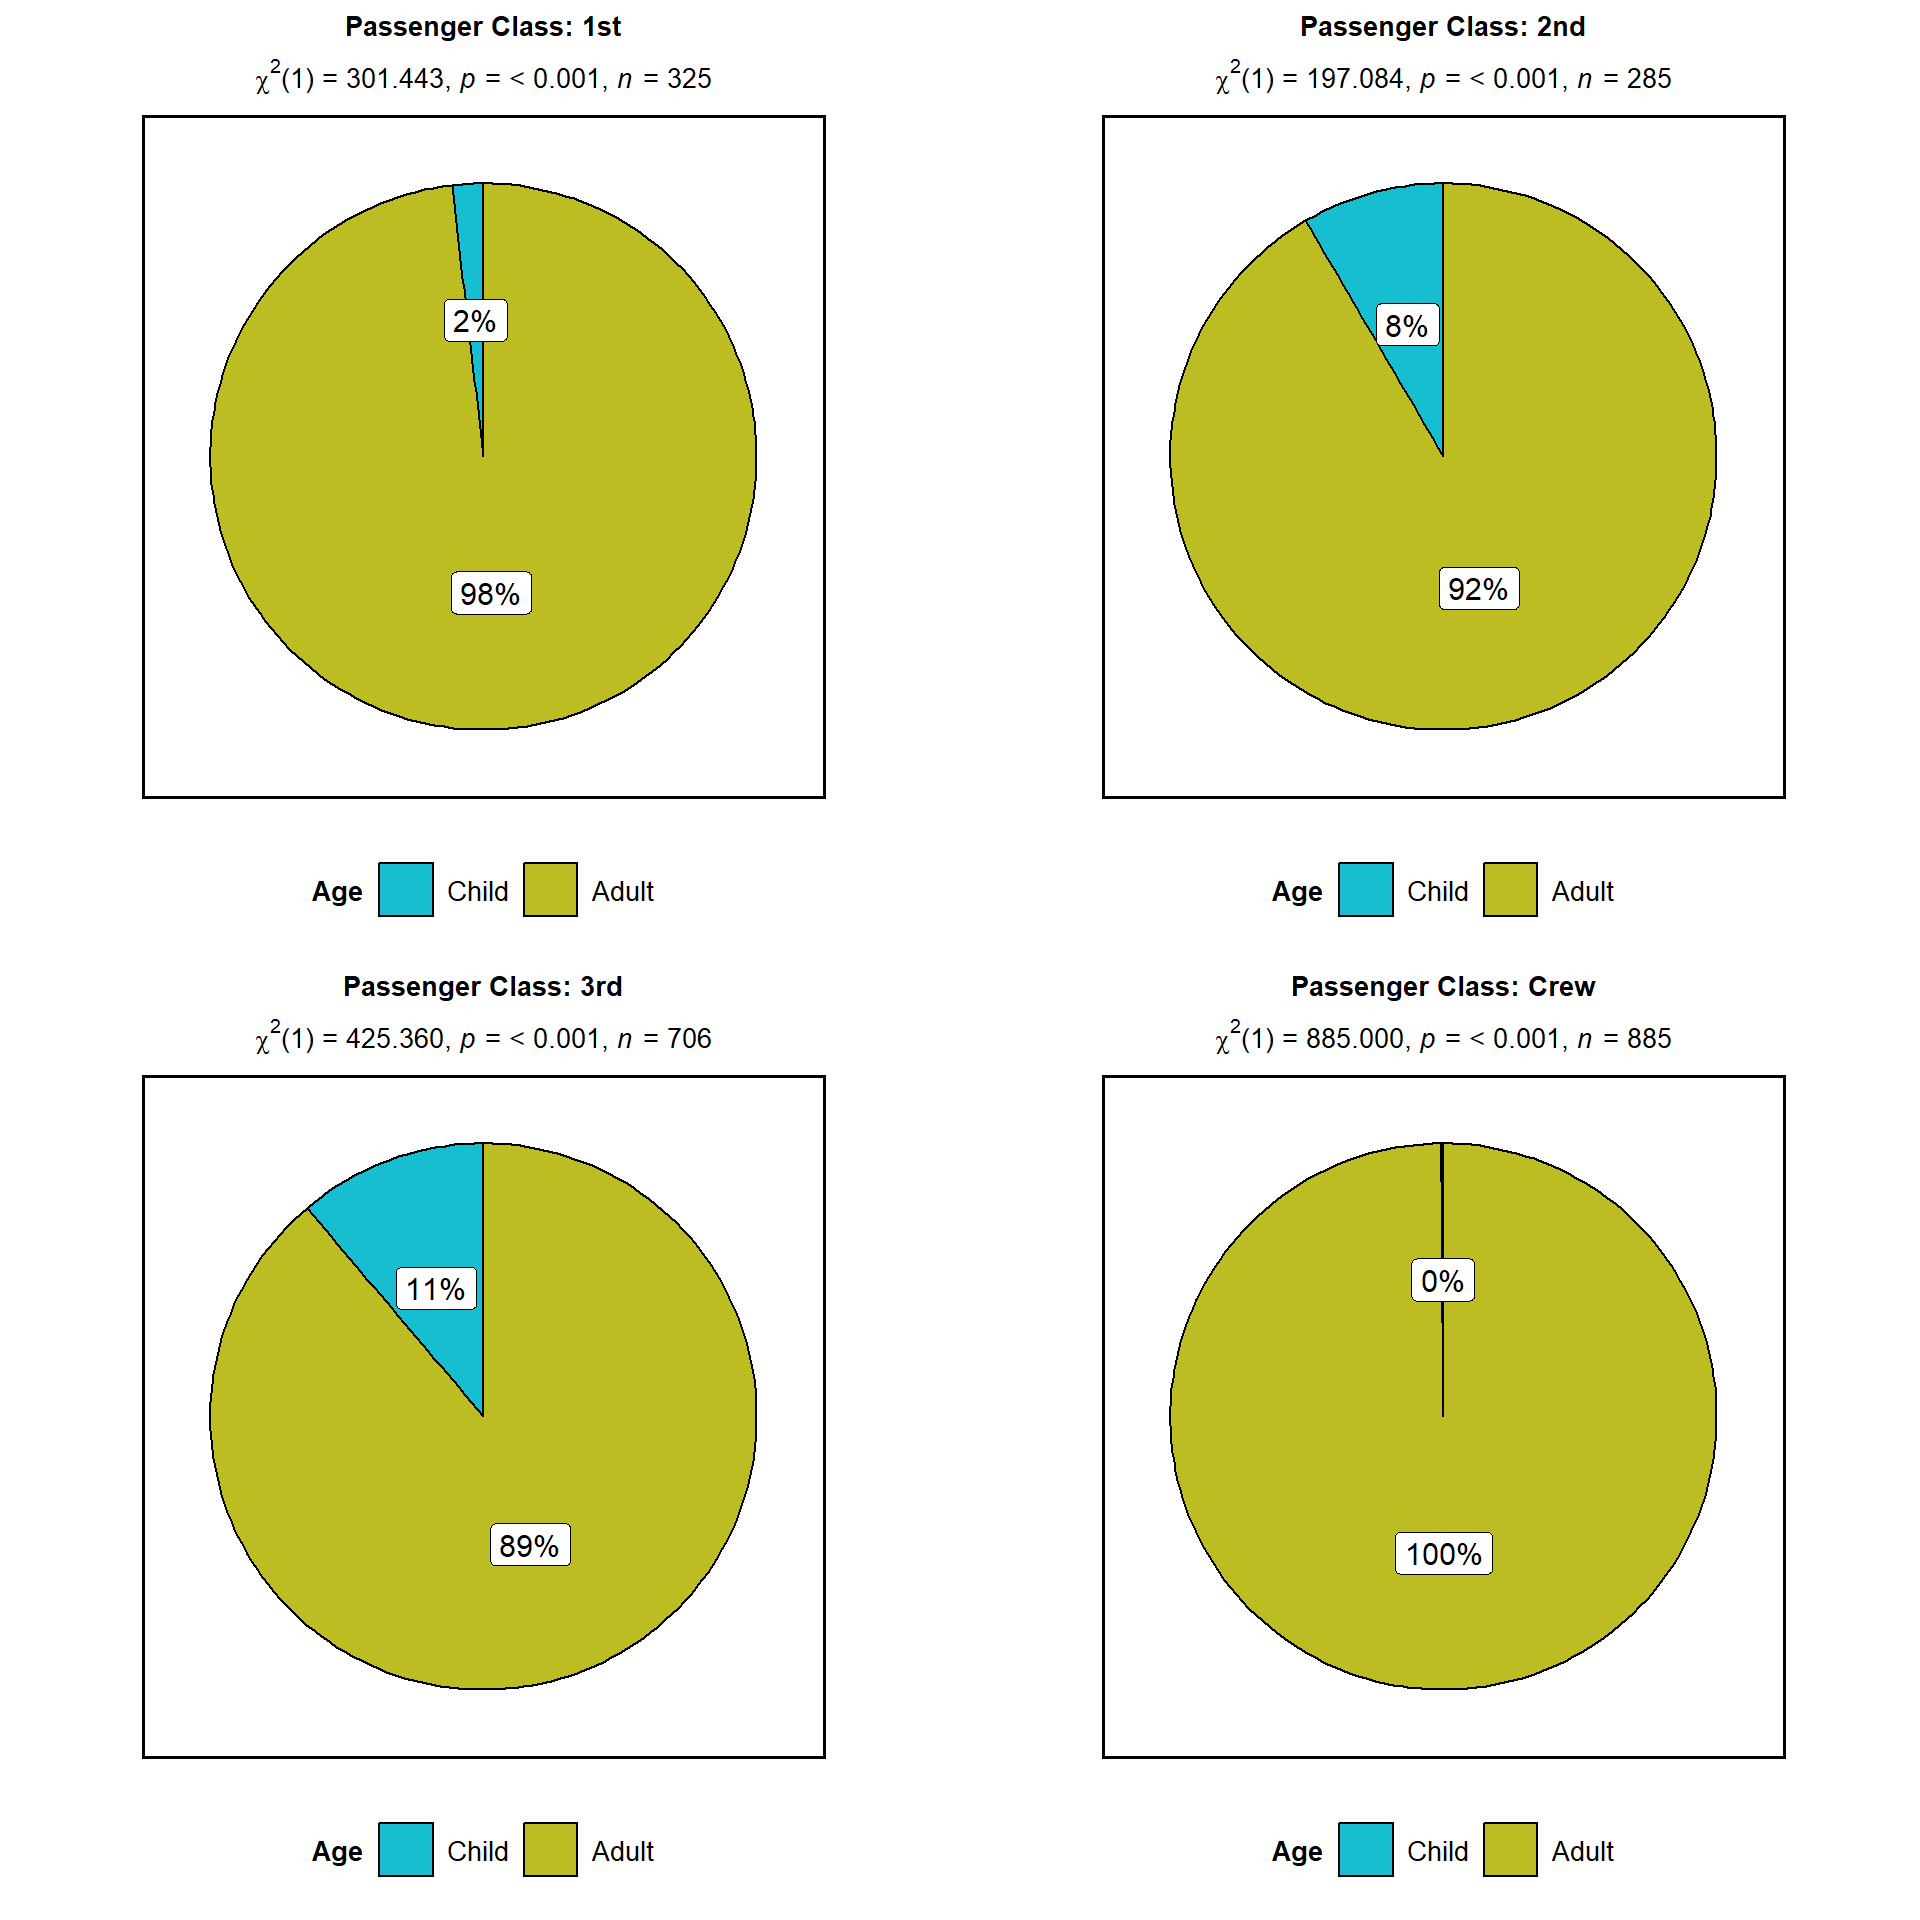 Passenger Class: 1st
χ²(1) = 301.443, p = < 0.001, n = 325
2%
98%
Age Child Adult
Passenger Class: 2nd
χ²(1) = 197.084, p = < 0.001, n = 285
8%
92%
Age Child Adult
Passenger Class: 3rd
χ²(1) = 425.360, p = < 0.001, n = 706
11%
89%
Age Child Adult
Passenger Class: Crew
χ²(1) = 885.000, p = < 0.001, n = 885
0%
100%
Age Child Adult